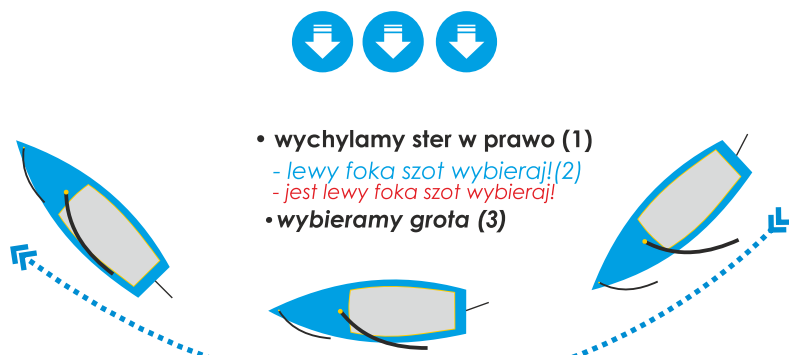 • wychylamy ster w prawo (1)
- lewy foka szot wybieraj!(2)
- jest lewy foka szot wybieraj!
• wybieramy grota (3)